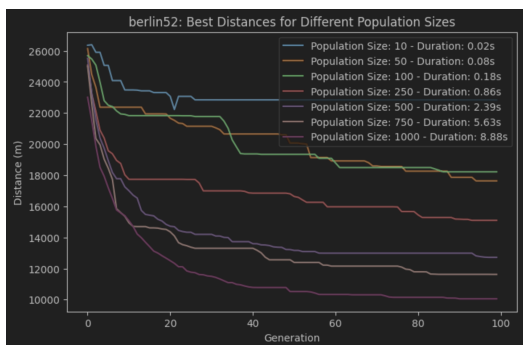 berlin52: Best Distances for Different Population Sizes
26000
24000
22000
20000
18000
16000
14000
12000
10000
Distance (m)
Population Size: 10 - Duration: 0.02s
Population Size: 50 - Duration: 0.08s
Population Size: 100 - Duration: 0.18s
Population Size: 250 - Duration: 0.86s
Population Size: 500 - Duration: 2.39s
Population Size: 750 - Duration: 5.63s
Population Size: 1000 - Duration: 8.88s
0
20
40
60
80
100
Generation